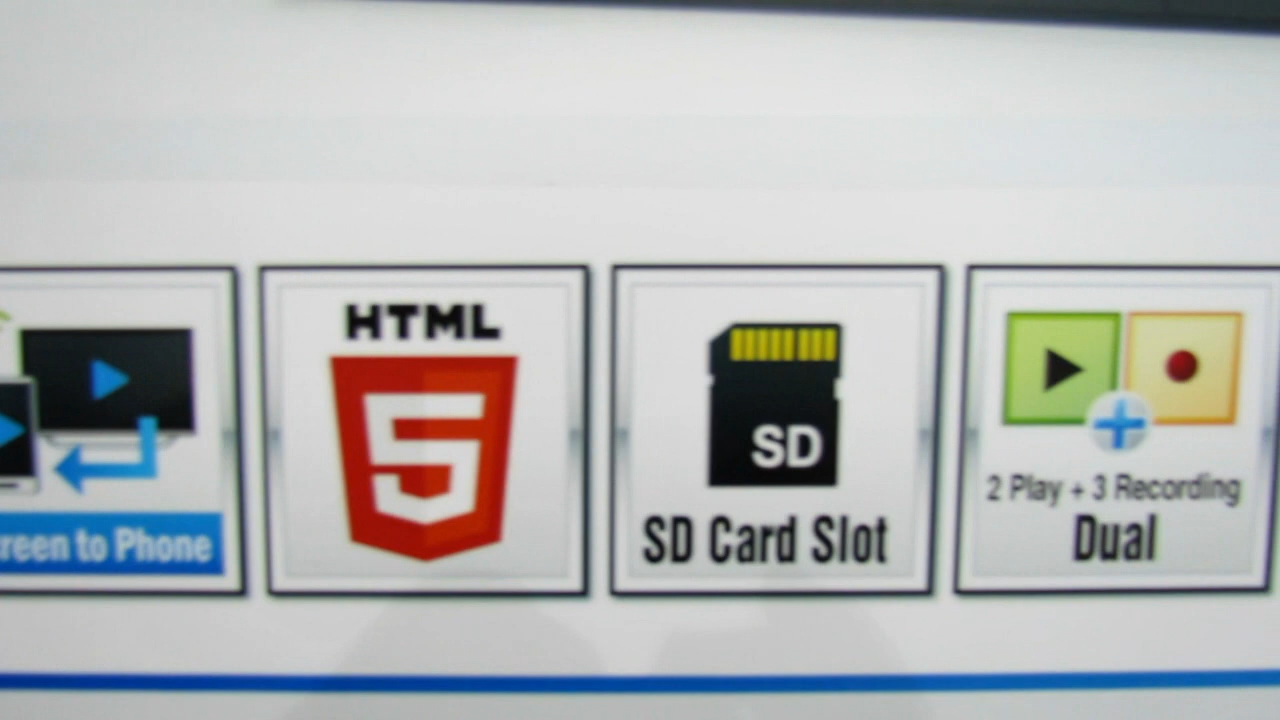 reen to Phone
HTML
5
SD
SD Card Slot
2 Play + 3 Recording
Dual